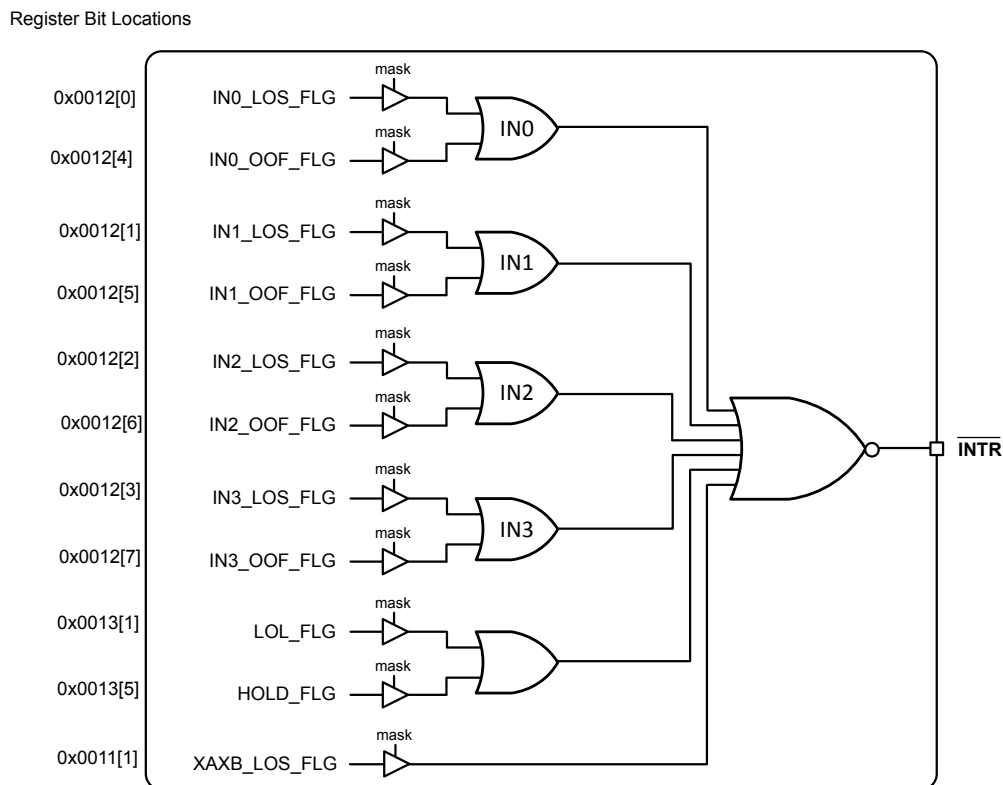 Register Bit Locations
mask
0x0012[0] IN0_LOS_FLG
IN0
mask
0x0012[4] IN0_OOF_FLG
mask
0x0012[1] IN1_LOS_FLG
IN1
mask
0x0012[5] IN1_OOF_FLG
mask
0x0012[2] IN2_LOS_FLG
IN2
mask
0x0012[6] IN2_OOF_FLG
INTR
mask
0x0012[3] IN3_LOS_FLG
IN3
mask
0x0012[7] IN3_OOF_FLG
mask
0x0013[1] LOL_FLG
mask
0x0013[5] HOLD_FLG
mask
0x0011[1] XAXB_LOS_FLG